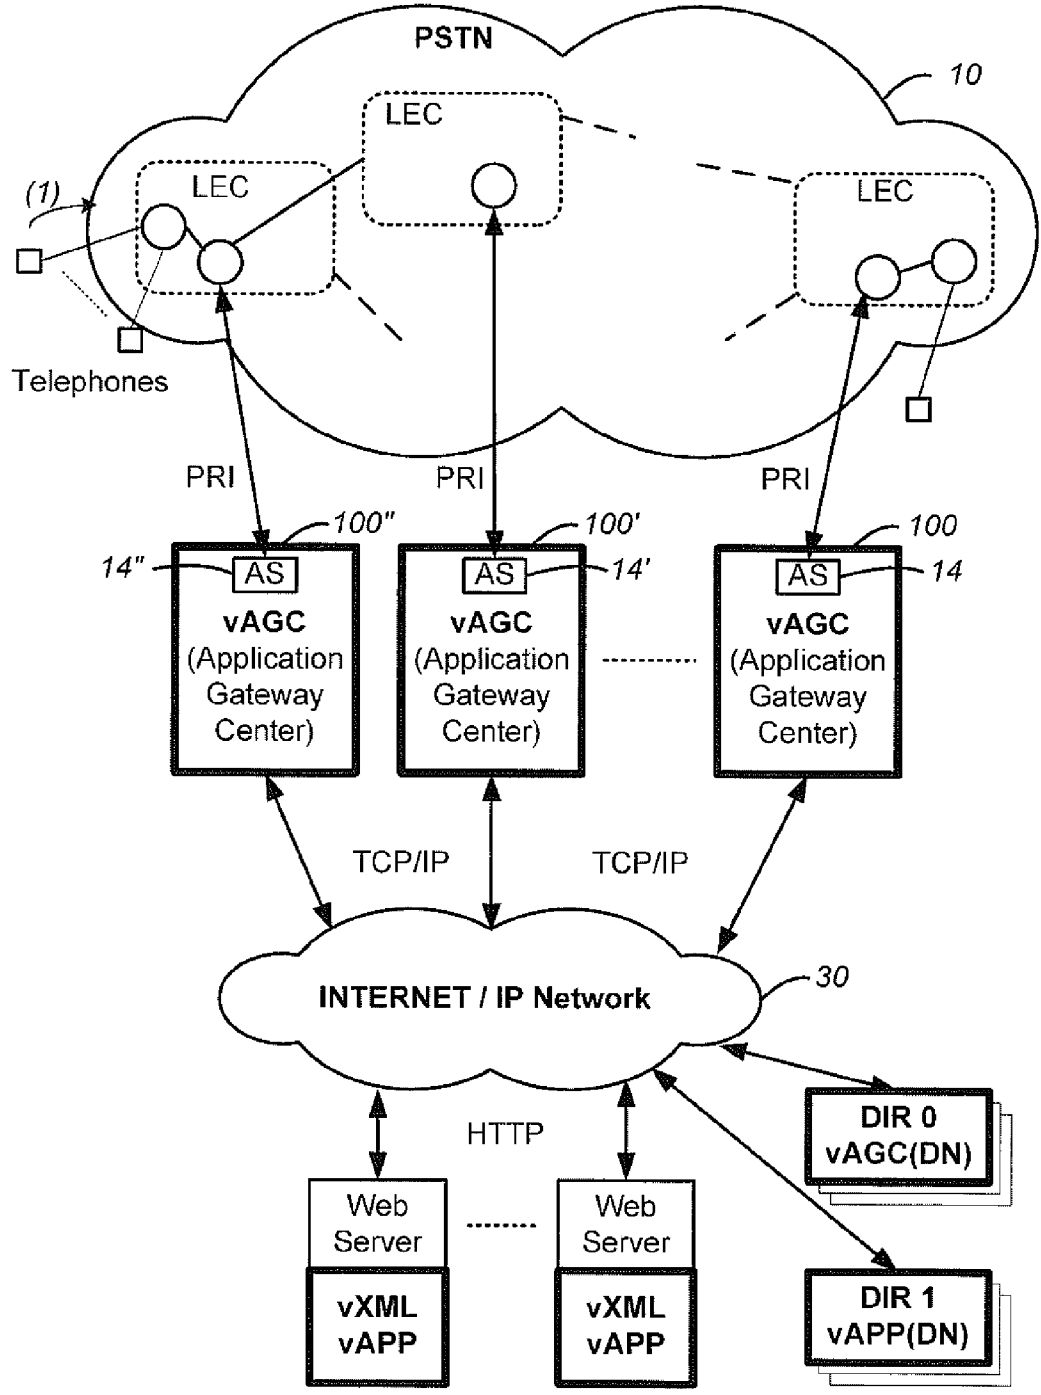 PSTN
10
LEC
LEC
LEC
(1)
Telephones
PRI
PRI
PRI
100"
100'
100
14"
AS
AS
14'
AS
14
vAGC
(Application
Gateway
Center)
vAGC
(Application
Gateway
Center)
vAGC
(Application
Gateway
Center)
TCP/IP
TCP/IP
INTERNET / IP Network
30
HTTP
DIR 0
vAGC(DN)
Web
Server
vXML
vAPP
Web
Server
vXML
vAPP
DIR 1
vAPP(DN)